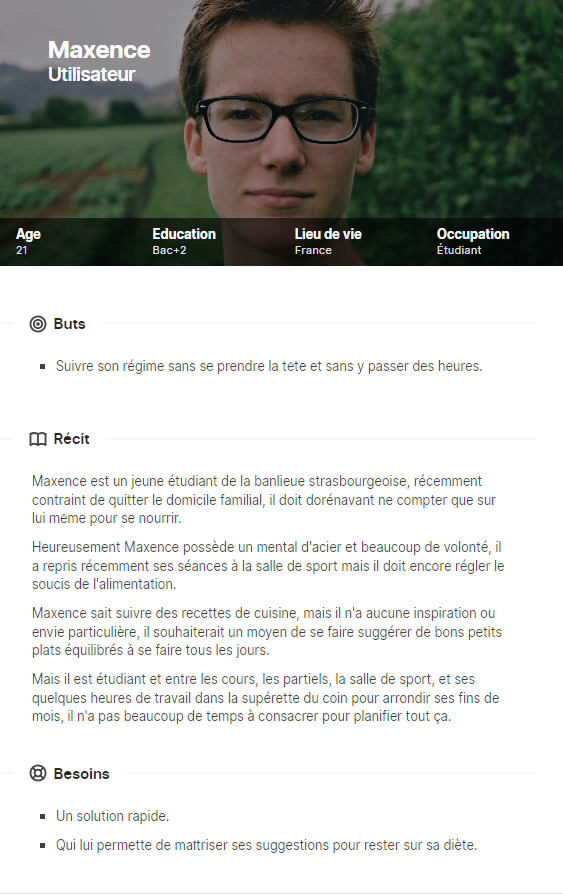 Maxence
Utilisateur
Age
21
Education
Bac+2
Lieu de vie
France
Occupation
Étudiant
Buts
Suivre son régime sans se prendre la tête et sans y passer des heures.
Récit
Maxence est un jeune étudiant de la banlieue strasbourgeoise, récemment
contraint de quitter le domicile familial, il doit dorénavant ne compter que sur
lui même pour se nourrir.
Heureusement Maxence possède un mental d'acier et beaucoup de volonté, il
a repris récemment ses séances à la salle de sport mais il doit encore régler le
soucis de l'alimentation.
Maxence sait suivre des recettes de cuisine, mais il n'a aucune inspiration ou
envie particulière, il souhaiterait un moyen de se faire suggérer de bons petits
plats équilibrés à se faire tous les jours.
Mais il est étudiant et entre les cours, les partiels, la salle de sport, et ses
quelques heures de travail dans la supérette du coin pour arrondir ses fins de
mois, il n'a pas beaucoup de temps à consacrer pour planifier tout ça.
Besoins
Un solution rapide.
Qui lui permette de maîtriser ses suggestions pour rester sur sa diète.